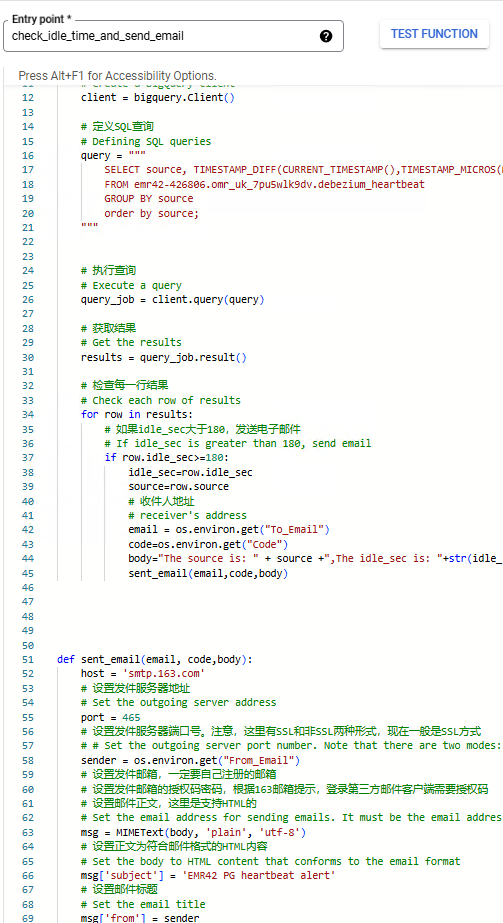 Entry point *
check_idle_time_and_send_email
TEST FUNCTION
Press Alt+F1 for Accessibility Options.
11 # Create a BigQuery client
12 client = bigquery.Client()
13
14 # 定义SQL查询
15 # Defining SQL queries
16 query = """
17 SELECT source, TIMESTAMP_DIFF(CURRENT_TIMESTAMP(),TIMESTAMP_MICROS(
18 FROM emr42-426806.omr_uk_7pu5wlk9dv.debezium_heartbeat
19 GROUP BY source
20 order by source;
21 """
22
23
24 # 执行查询
25 # Execute a query
26 query_job = client.query(query)
27
28 # 获取结果
29 # Get the results
30 results = query_job.result()
31
32 # 检查每一行结果
33 # Check each row of results
34 for row in results:
35 # 如果idle_sec大于180，发送电子邮件
36 # If idle_sec is greater than 180, send email
37 if row.idle_sec>=180:
38 idle_sec=row.idle_sec
39 source=row.source
40 # 收件人地址
41 # receiver's address
42 email = os.environ.get("To_Email")
43 code=os.environ.get("Code")
44 body="The source is: " + source +",The idle_sec is: "+str(idle_
45 sent_email(email,code,body)
46
47
48
49
50
51 def sent_email(email, code,body):
52 host = 'smtp.163.com'
53 # 设置发件服务器地址
54 # Set the outgoing server address
55 port = 465
56 # 设置发件服务器端口号。注意，这里有SSL和非SSL两种形式，现在一般是SSL方式
57 # # Set the outgoing server port number. Note that there are two modes:
58 sender = os.environ.get("From_Email")
59 # 设置发件邮箱，一定要自己注册的邮箱
60 # 设置发件邮箱的授权码密码，根据163邮箱提示，登录第三方邮件客户端需要授权码
61 # 设置邮件正文，这里是支持HTML的
62 # Set the email address for sending emails. It must be the email addres
63 msg = MIMEText(body, 'plain', 'utf-8')
64 # 设置正文为符合邮件格式的HTML内容
65 # Set the body to HTML content that conforms to the email format
66 msg['subject'] = 'EMR42 PG heartbeat alert'
67 # 设置邮件标题
68 # Set the email title
69 msg['from'] = sender